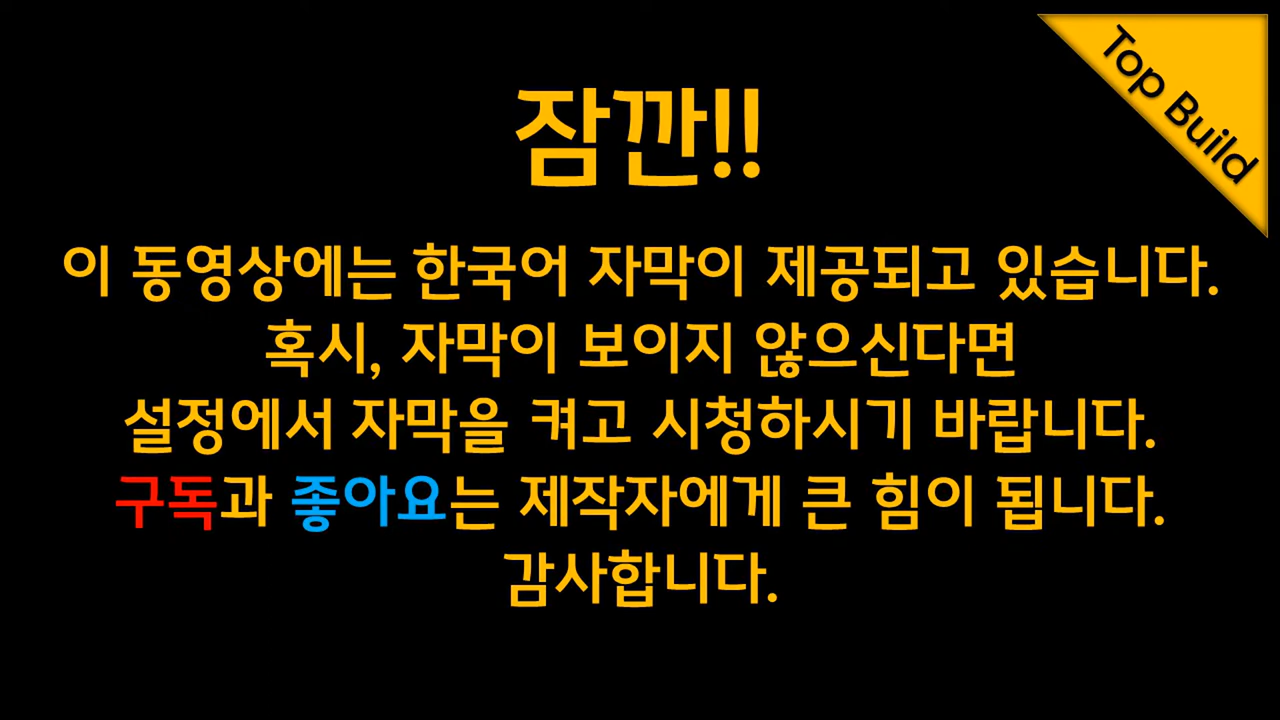 Top Build
잠깐!!
이 동영상에는 한국어 자막이 제공되고 있습니다.
혹시, 자막이 보이지 않으신다면
설정에서 자막을 켜고 시청하시기 바랍니다.
구독과 좋아요는 제작자에게 큰 힘이 됩니다.
감사합니다.